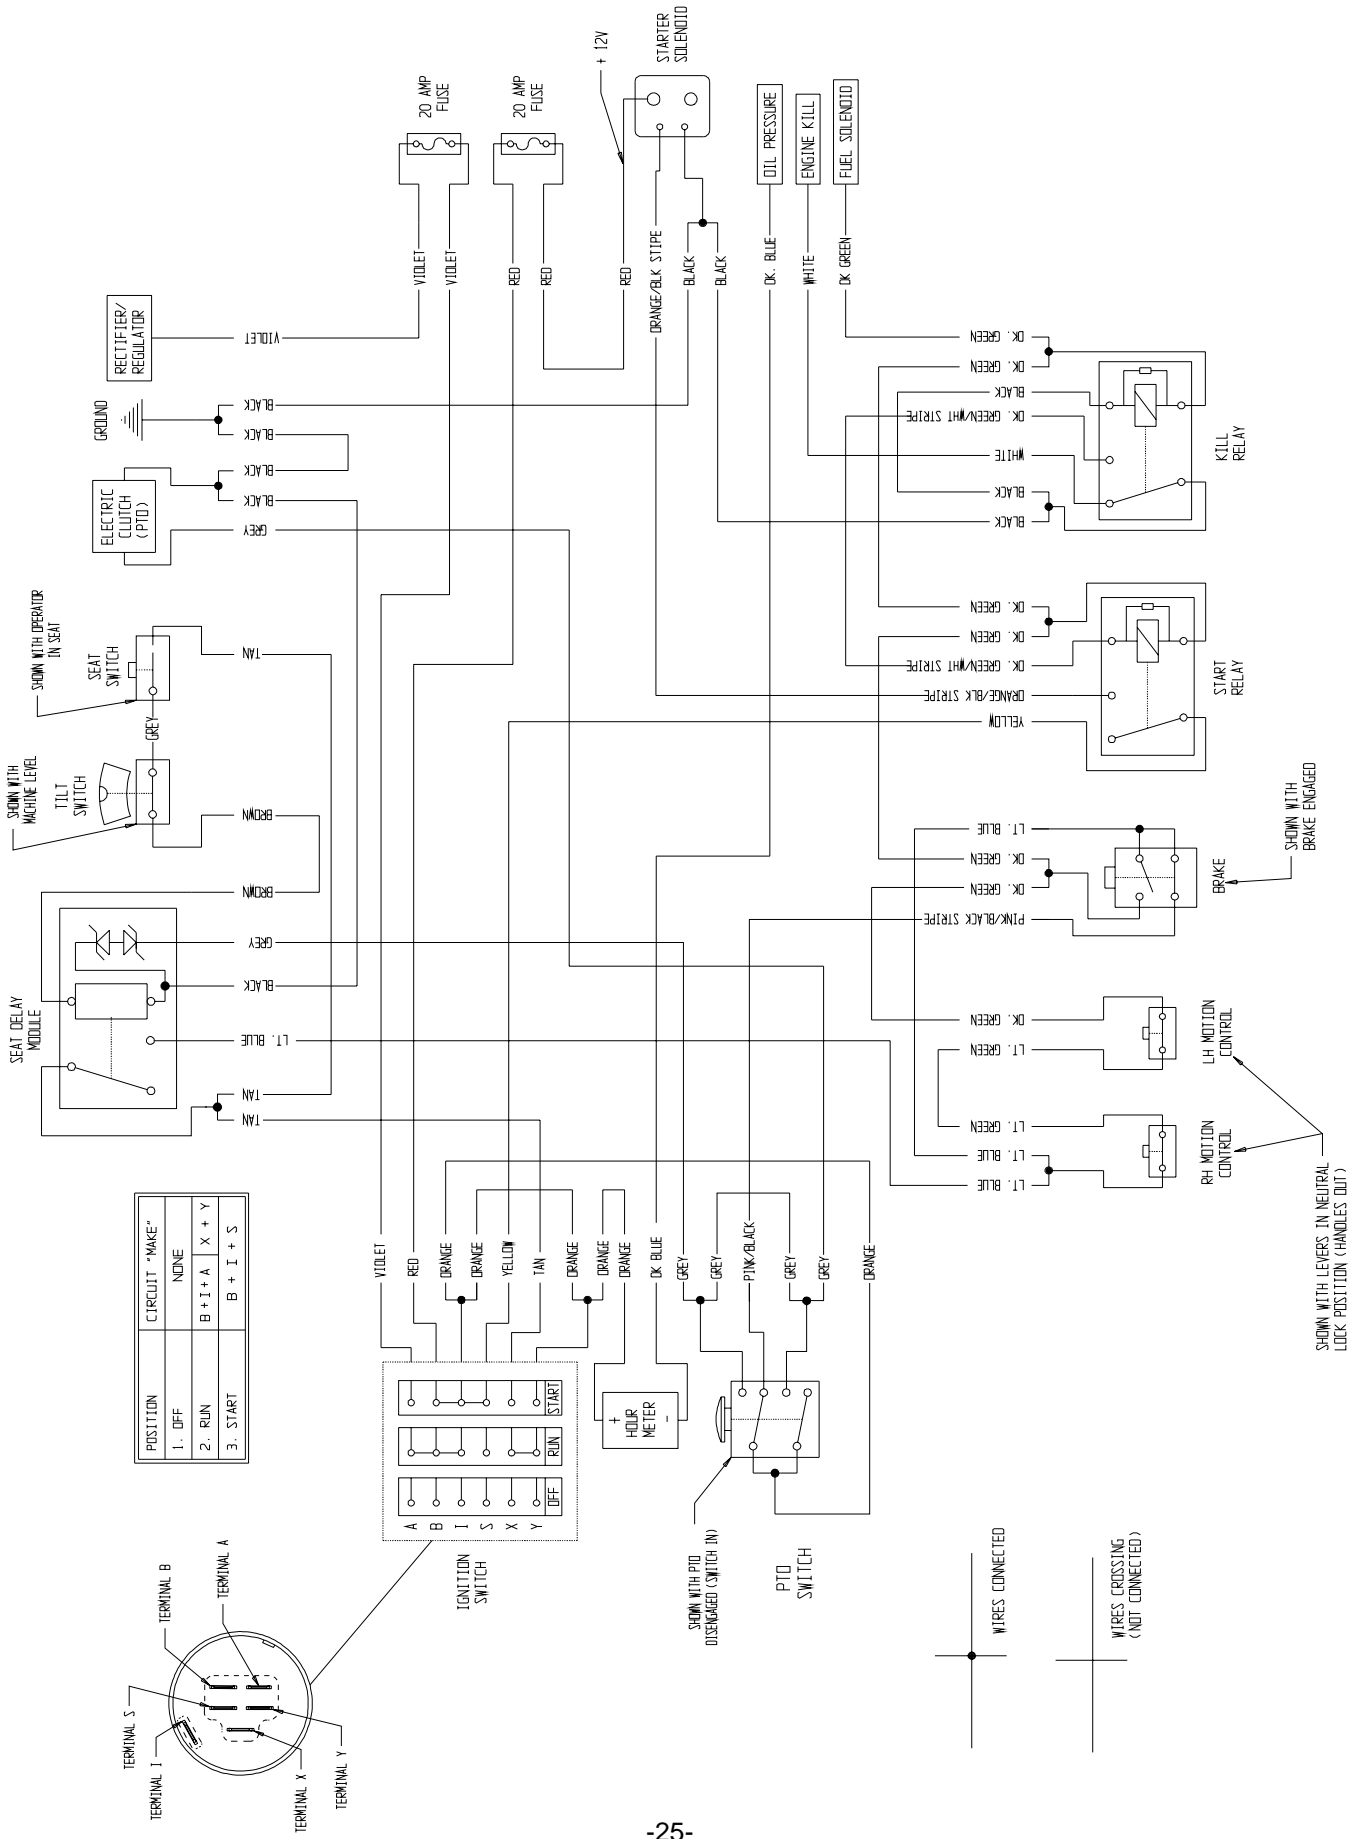 STARTER
SOLENOID
+ 12V
20 AMP
FUSE
20 AMP
FUSE
OIL PRESSURE
ENGINE KILL
FUEL SOLENOID
VIOLET
VIOLET
RED
RED
RED
ORANGE/BLK STIPE
BLACK
BLACK
DK. BLUE
WHITE
DK GREEN
RECTIFIER/
REGULATOR
VIOLET
GROUND
BLACK
BLACK
BLACK
BLACK
GREY
ELECTRIC
CLUTCH
(PTO)
DK. GREEN
DK. GREEN
BLACK
DK. GREEN/WHT STRIPE
WHITE
BLACK
BLACK
KILL
RELAY
SHOWN WITH OPERATOR
IN SEAT
SEAT
SWITCH
TAN
GREY
SHOWN WITH
MACHINE LEVEL
TILT
SWITCH
BROWN
BROWN
GREY
BLACK
LT. BLUE
TAN
TAN
SEAT DELAY
MODULE
DK. GREEN
DK. GREEN
DK. GREEN/WHT STRIPE
ORANGE/BLK STRIPE
YELLOW
START
RELAY
LT. BLUE
DK. GREEN
DK. GREEN
PINK/BLACK STRIPE
BRAKE
SHOWN WITH
BRAKE ENGAGED
DK. GREEN
LT. GREEN
LH MOTION
CONTROL
LT. GREEN
LT. BLUE
LT. BLUE
RH MOTION
CONTROL
SHOWN WITH LEVERS IN NEUTRAL
LOCK POSITION (HANDLES OUT)
POSITION CIRCUIT "MAKE"
1. OFF NONE
2. RUN B+I+A X + Y
3. START B + I + S
VIOLET
RED
ORANGE
ORANGE
YELLOW
TAN
ORANGE
ORANGE
ORANGE
DK BLUE
GREY
GREY
PINK/BLACK
GREY
GREY
ORANGE
START
RUN
OFF
A
B
I
S
X
Y
IGNITION
SWITCH
+
HOUR
METER
-
SHOWN WITH PTO
DISENGAGED (SWITCH IN)
PTO
SWITCH
TERMINAL B
TERMINAL A
TERMINAL S
TERMINAL I
TERMINAL X
TERMINAL Y
WIRES CONNECTED
WIRES CROSSING
(NOT CONNECTED)
-25-